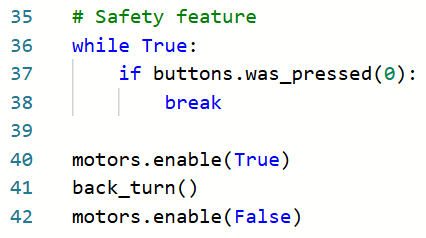 35 # Safety feature
36 while True:
37     if buttons.was_pressed(0):
38         break
39
40 motors.enable(True)
41 back_turn()
42 motors.enable(False)